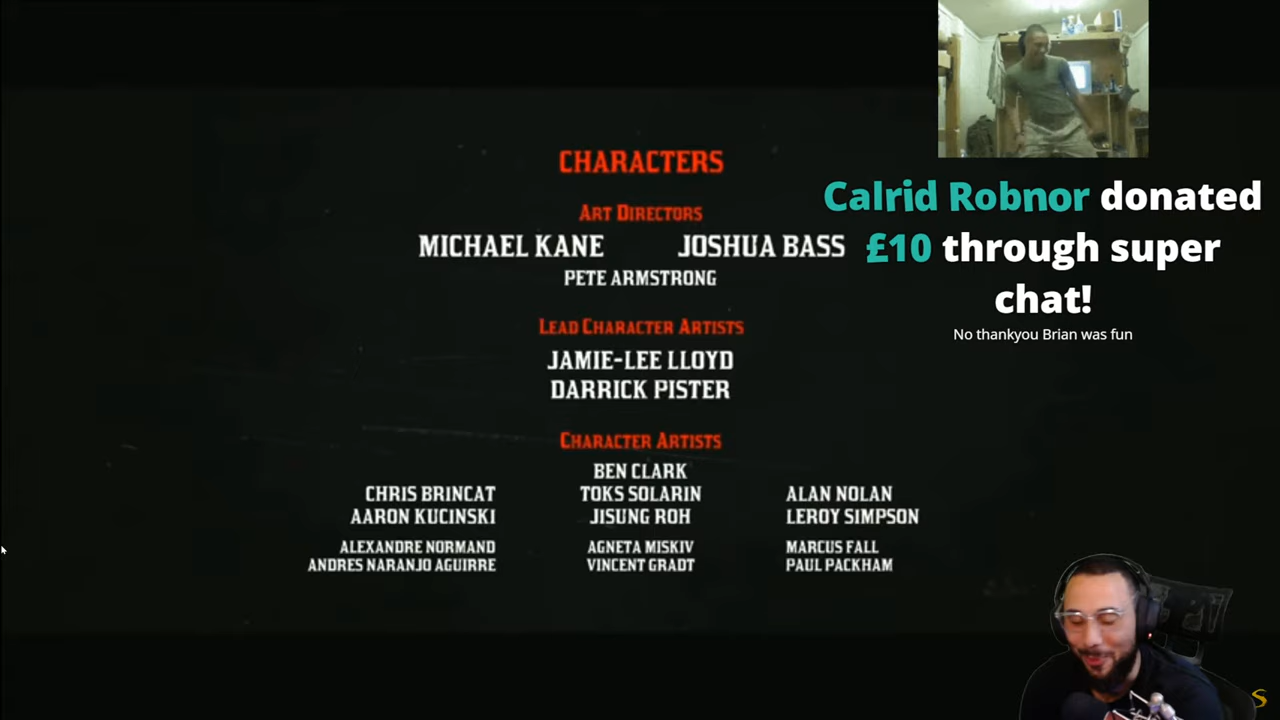 CHARACTERS
ART DIRECTORS
MICHAEL KANE JOSHUA BASS
PETE ARMSTRONG
LEAD CHARACTER ARTISTS
JAMIE-LEE LLOYD
DARRICK PISTER
CHARACTER ARTISTS
BEN CLARK
CHRIS BRINCAT TOKS SOLARIN ALAN NOLAN
AARON KUCINSKI JISUNG ROH LEROY SIMPSON
ALEXANDRE NORMAND AGNETA MISKIV MARCUS FALL
ANDRES NARANJO AGUIRRE VINCENT GRADT PAUL PACKHAM
Calrid Robnor donated
£10 through super
chat!
No thankyou Brian was fun
S